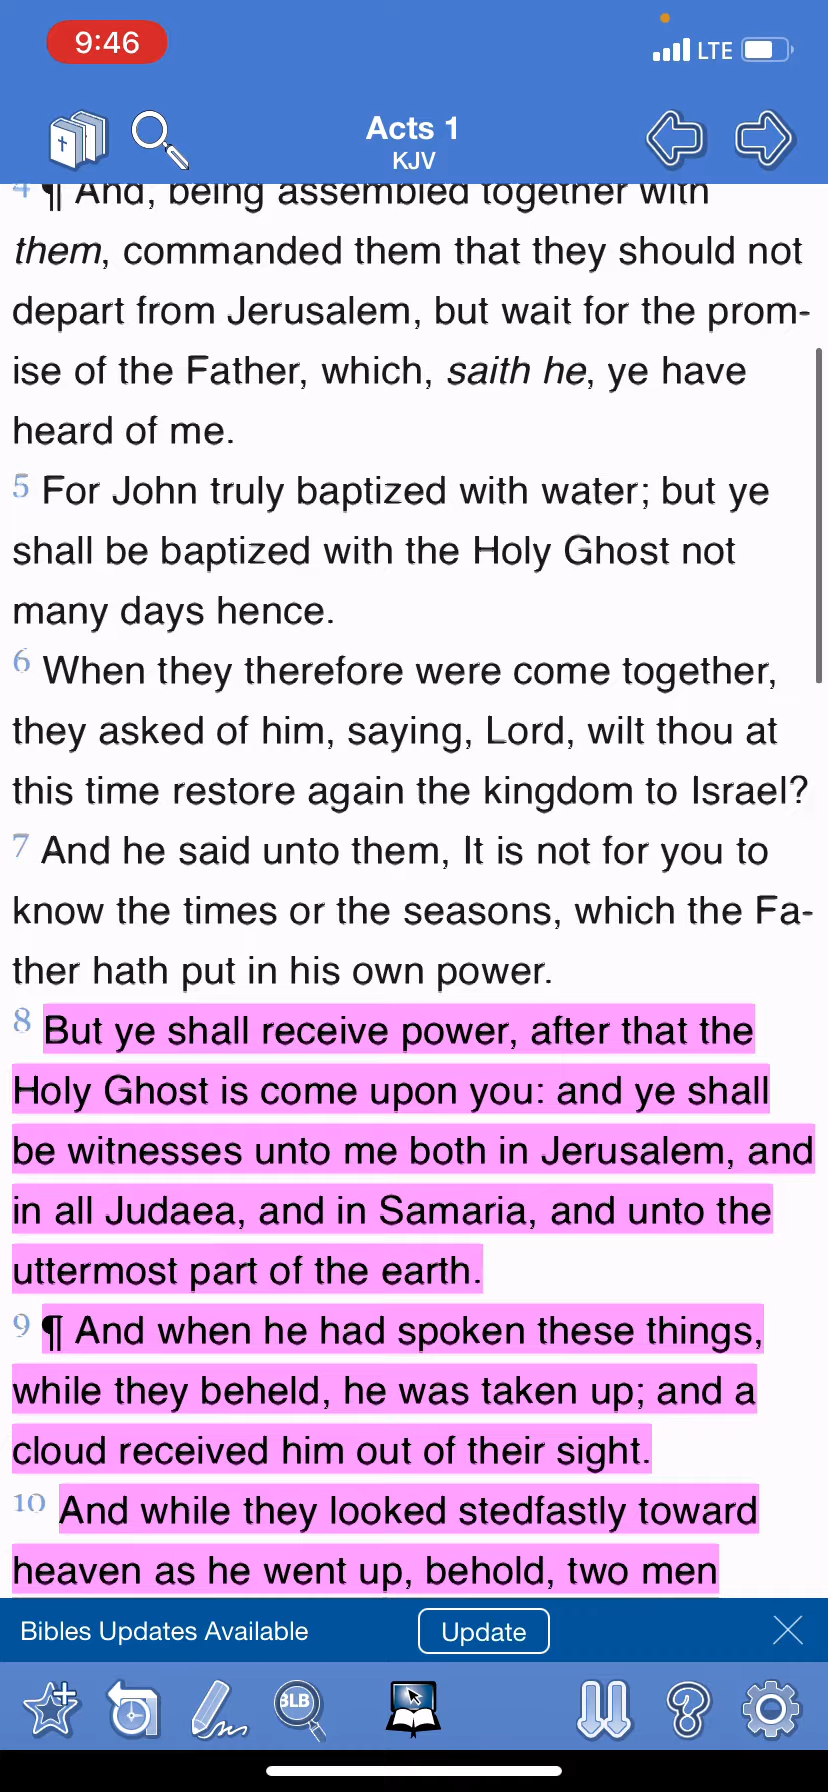 9:46
LTE
Acts 1
KJV
4 ¶ And, being assembled together with
them, commanded them that they should not
depart from Jerusalem, but wait for the prom-
ise of the Father, which, saith he, ye have
heard of me.
5 For John truly baptized with water; but ye
shall be baptized with the Holy Ghost not
many days hence.
6 When they therefore were come together,
they asked of him, saying, Lord, wilt thou at
this time restore again the kingdom to Israel?
7 And he said unto them, It is not for you to
know the times or the seasons, which the Fa-
ther hath put in his own power.
8 But ye shall receive power, after that the
Holy Ghost is come upon you: and ye shall
be witnesses unto me both in Jerusalem, and
in all Judaea, and in Samaria, and unto the
uttermost part of the earth.
9 ¶ And when he had spoken these things,
while they beheld, he was taken up; and a
cloud received him out of their sight.
10 And while they looked stedfastly toward
heaven as he went up, behold, two men
Bibles Updates Available
Update
BLB